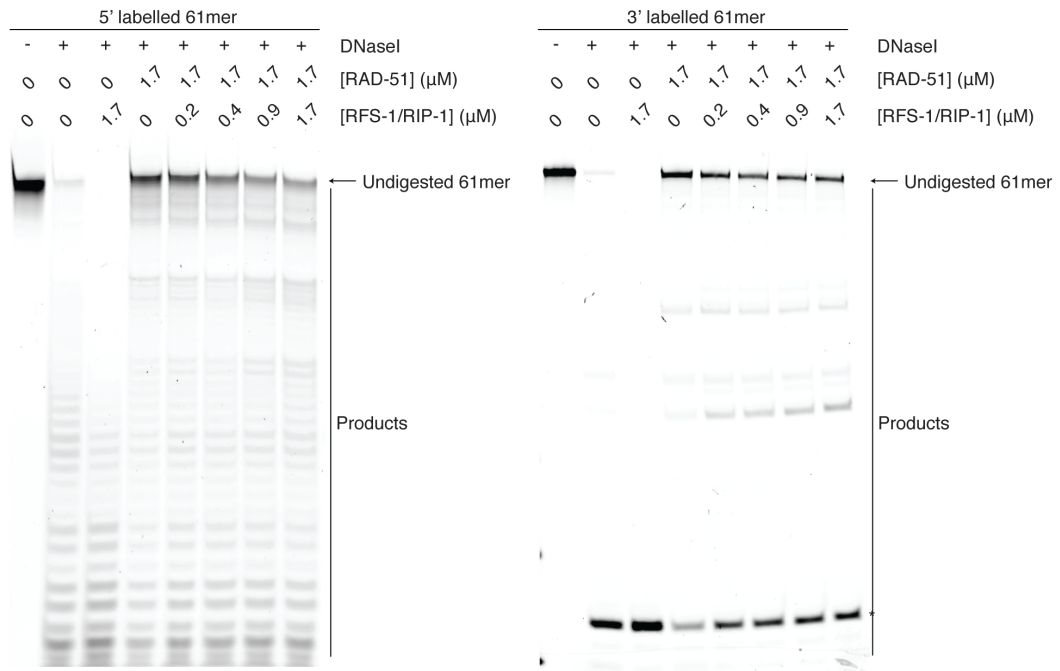 5’ labelled 61mer
- + + + + + + + DNaseI
0 0 0 1.7 1.7 1.7 1.7 1.7 [RAD-51] (µM)
0 0 1.7 0 0.2 0.4 0.9 1.7 [RFS-1/RIP-1] (µM)
Undigested 61mer
Products
3’ labelled 61mer
- + + + + + + + DNaseI
0 0 0 1.7 1.7 1.7 1.7 1.7 [RAD-51] (µM)
0 0 1.7 0 0.2 0.4 0.9 1.7 [RFS-1/RIP-1] (µM)
Undigested 61mer
Products
*